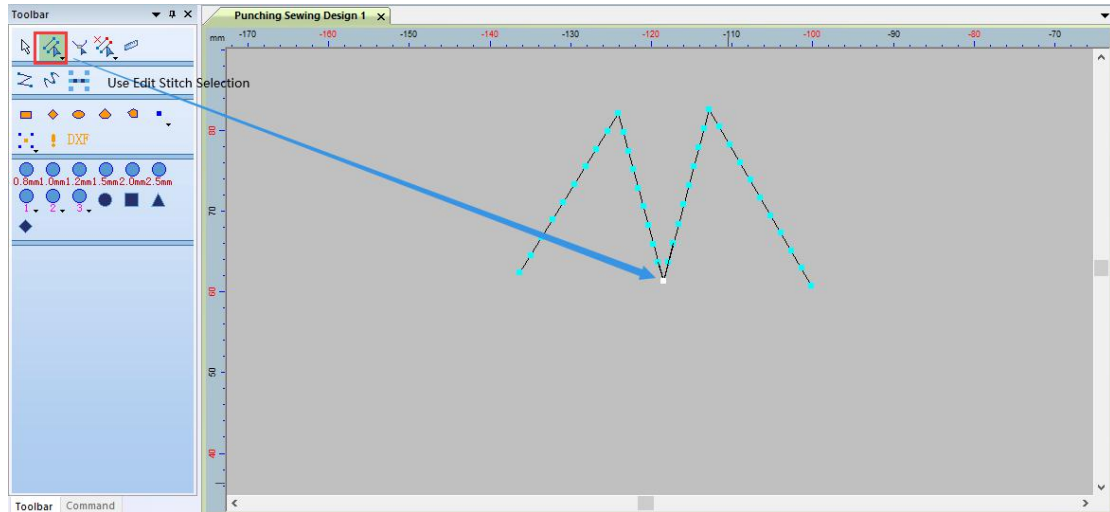 Toolbar
Punching Sewing Design 1
mm -170 -150 -140 -130 -120 -110 -100 -90 -80 -70
Use Edit Stitch Selection
DXF
0.8mm1.0mm1.2mm1.5mm2.0mm2.5mm
1 2 3
80
70
60
50
40
Toolbar Command